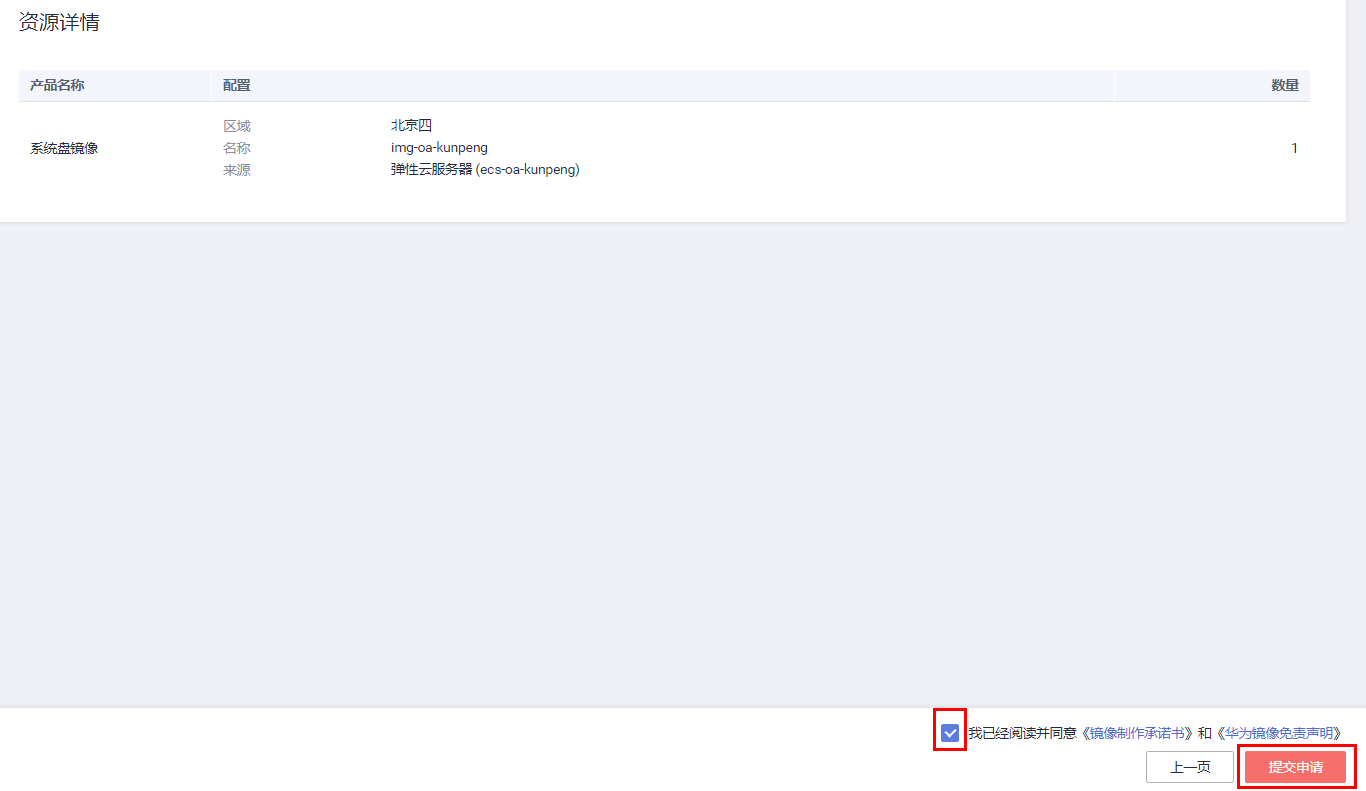 资源详情
产品名称 配置 数量
区域 北京四
系统盘镜像 名称 img-oa-kunpeng 1
来源 弹性云服务器 (ecs-oa-kunpeng)
我已经阅读并同意《镜像制作承诺书》和《华为镜像免责声明》
上一页 提交申请